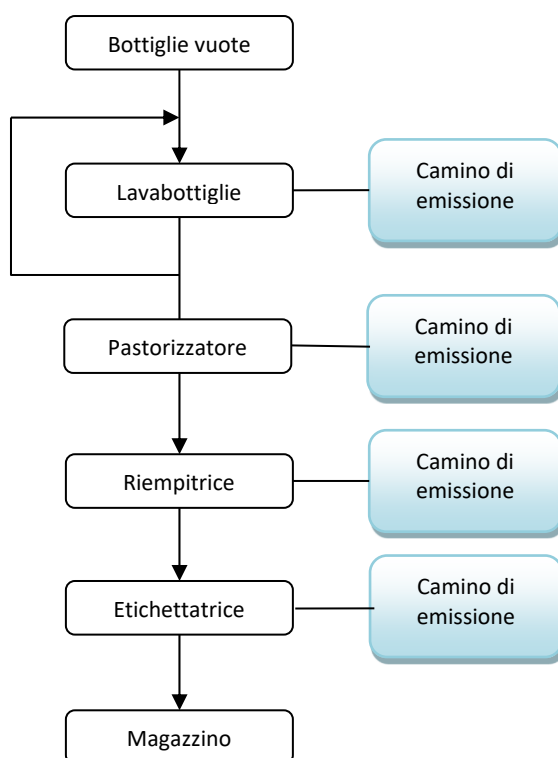 Bottiglie vuote
Lavabottiglie
Camino di
emissione
Pastorizzatore
Camino di
emissione
Riempitrice
Camino di
emissione
Etichettatrice
Camino di
emissione
Magazzino